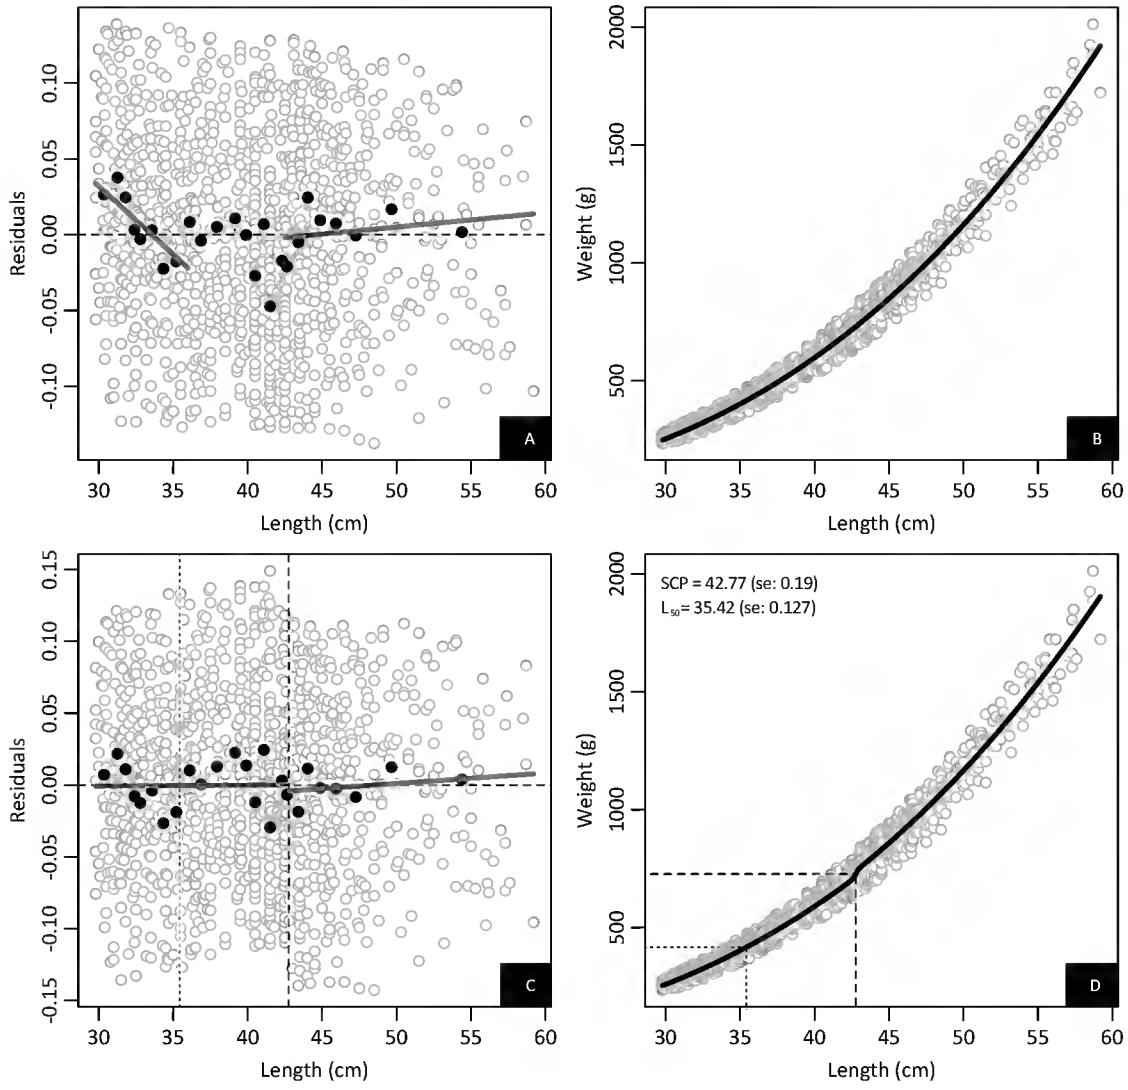 Residuals
0.10
0.05
0.00
-0.05
-0.10
A
30 35 40 45 50 55 60
Length (cm)
Weight (g)
2000
1500
1000
500
B
30 35 40 45 50 55 60
Length (cm)
Residuals
0.15
0.10
0.05
0.00
-0.05
-0.10
-0.15
C
30 35 40 45 50 55 60
Length (cm)
Weight (g)
2000
1500
1000
500
SCP = 42.77 (se: 0.19)
L50= 35.42 (se: 0.127)
D
30 35 40 45 50 55 60
Length (cm)